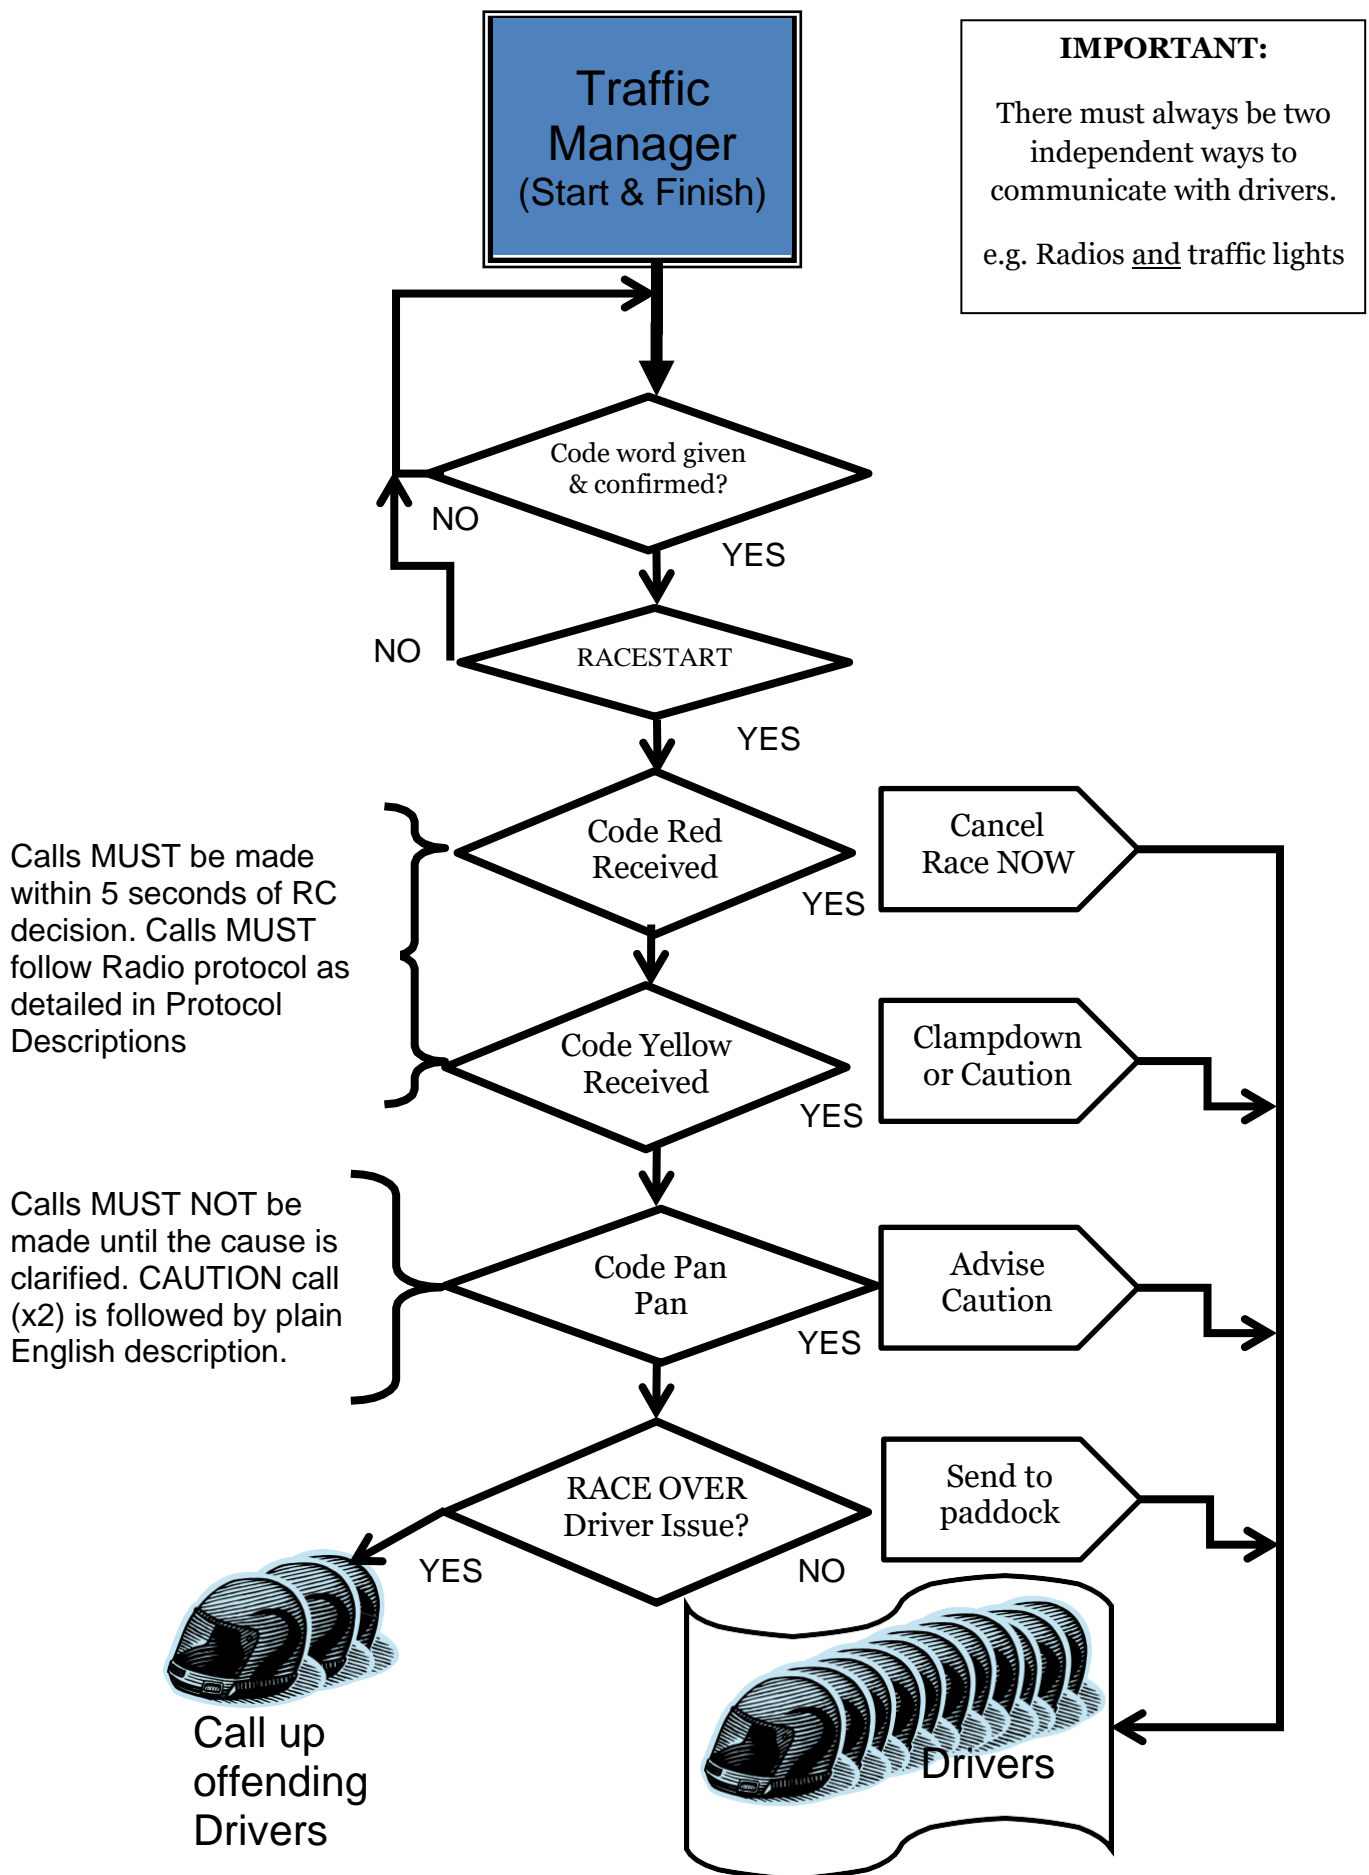 Traffic
Manager
(Start & Finish)
IMPORTANT:
There must always be two
independent ways to
communicate with drivers.
e.g. Radios and traffic lights
Code word given
& confirmed?
NO
YES
RACESTART
NO
YES
Calls MUST be made
within 5 seconds of RC
decision. Calls MUST
follow Radio protocol as
detailed in Protocol
Descriptions
Code Red
Received
YES
Cancel
Race NOW
Code Yellow
Received
YES
Clampdown
or Caution
Calls MUST NOT be
made until the cause is
clarified. CAUTION call
(x2) is followed by plain
English description.
Code Pan
Pan
YES
Advise
Caution
RACE OVER
Driver Issue?
YES
NO
Send to
paddock
Call up
offending
Drivers
Drivers